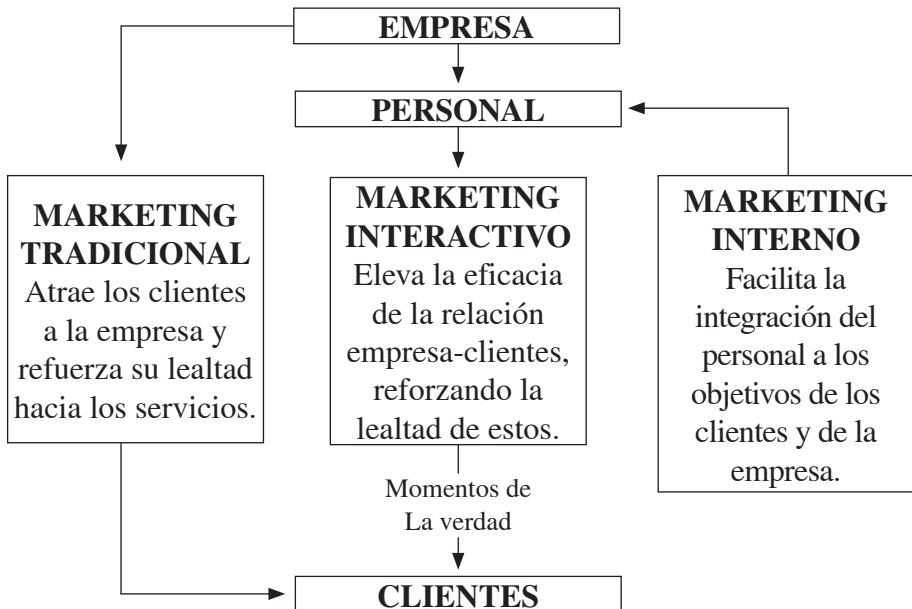 EMPRESA
PERSONAL
MARKETING
TRADICIONAL
Atrae los clientes
a la empresa y
refuerza su lealtad
hacia los servicios.
MARKETING
INTERACTIVO
Eleva la eficacia
de la relación
empresa-clientes,
reforzando la
lealtad de estos.
MARKETING
INTERNO
Facilita la
integración del
personal a los
objetivos de los
clientes y de la
empresa.
Momentos de
La verdad
CLIENTES